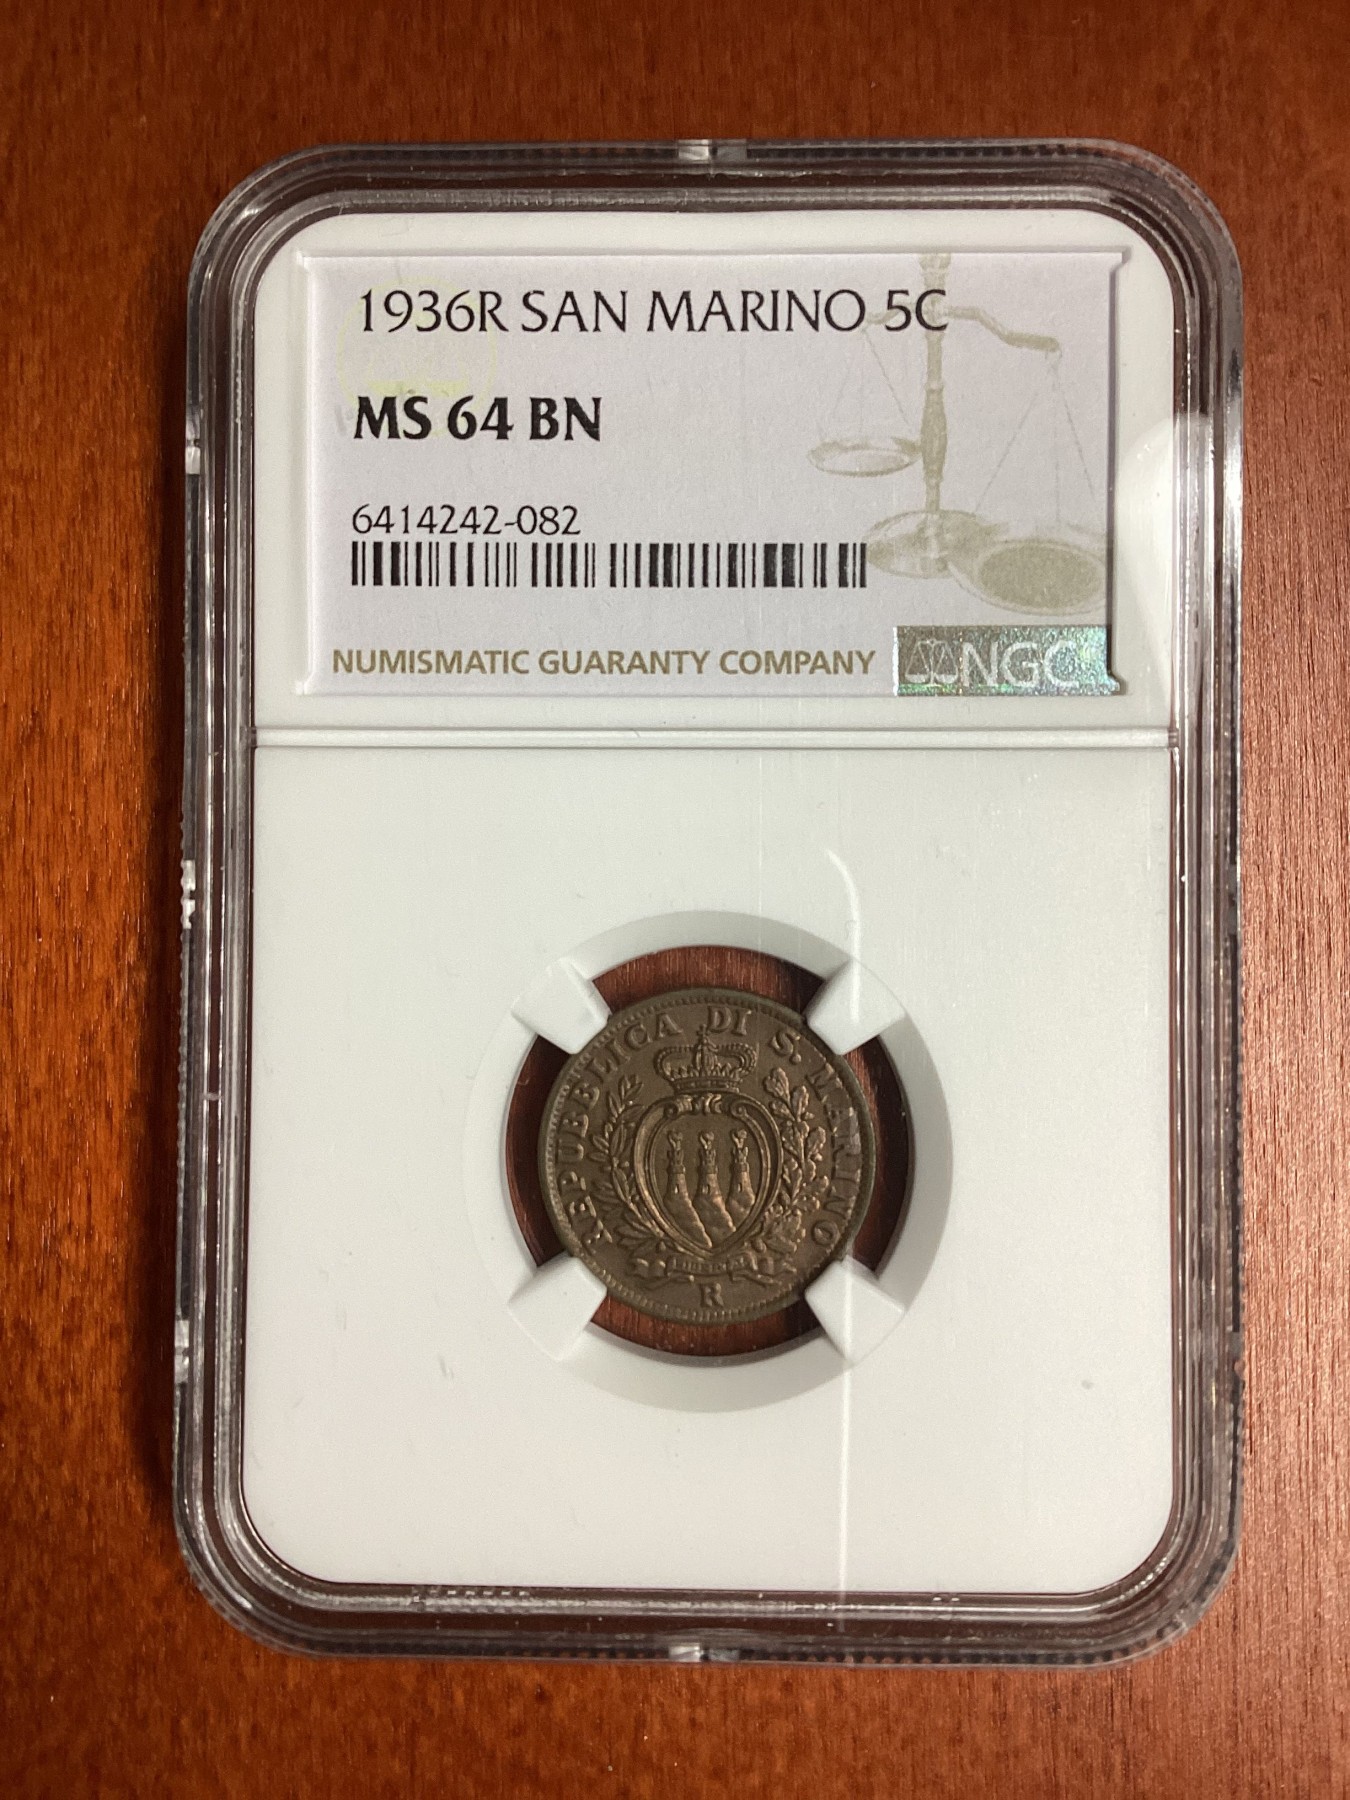 1936R SAN MARINO 5C
MS 64 BN
6414242-082
NUMISMATIC GUARANTY COMPANY
NGC
REPUBBLICA DI S. MARINO
R